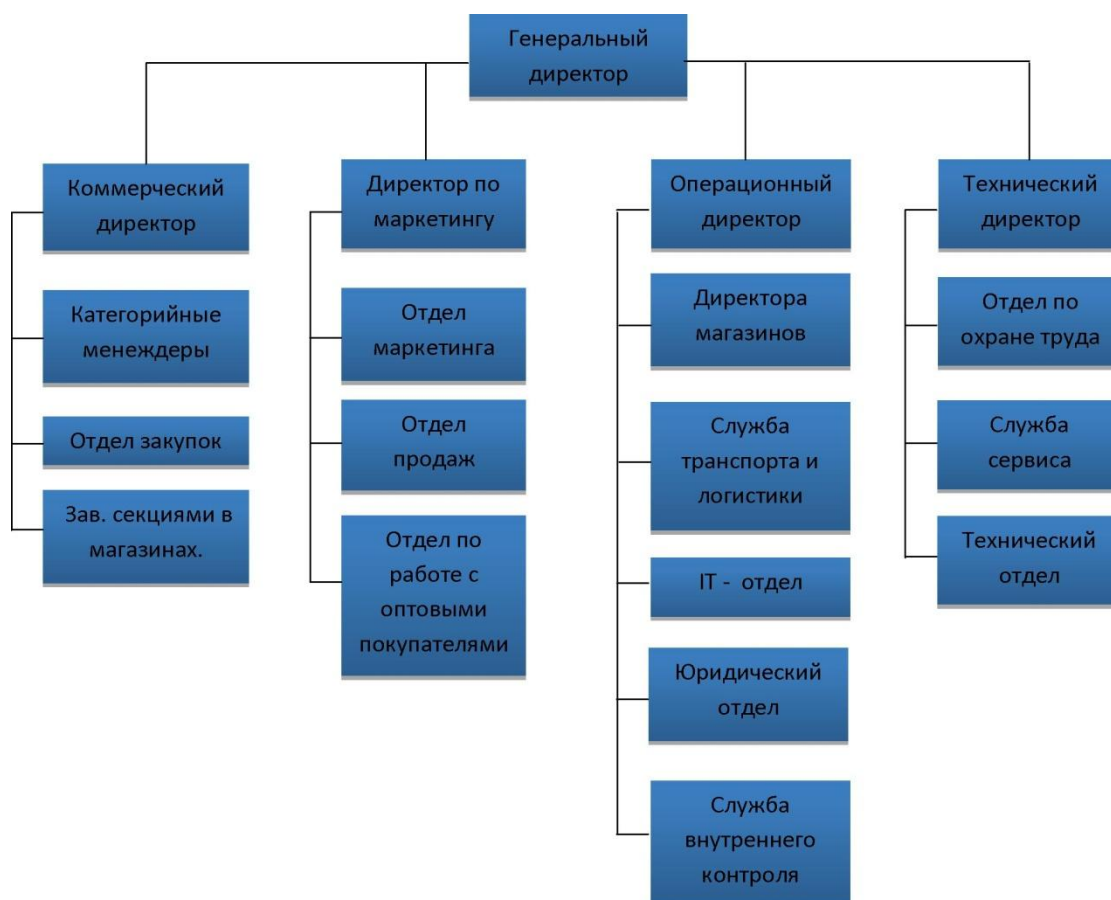 Генеральный
директор
Коммерческий
директор
Категорийные
менеждеры
Отдел закупок
Зав. секциями в
магазинах.
Директор по
маркетингу
Отдел
маркетинга
Отдел
продаж
Отдел по
работе с
оптовыми
покупателями
Операционный
директор
Директора
магазинов
Служба
транспорта и
логистики
IT - отдел
Юридический
отдел
Служба
внутреннего
контроля
Технический
директор
Отдел по
охране труда
Служба
сервиса
Технический
отдел